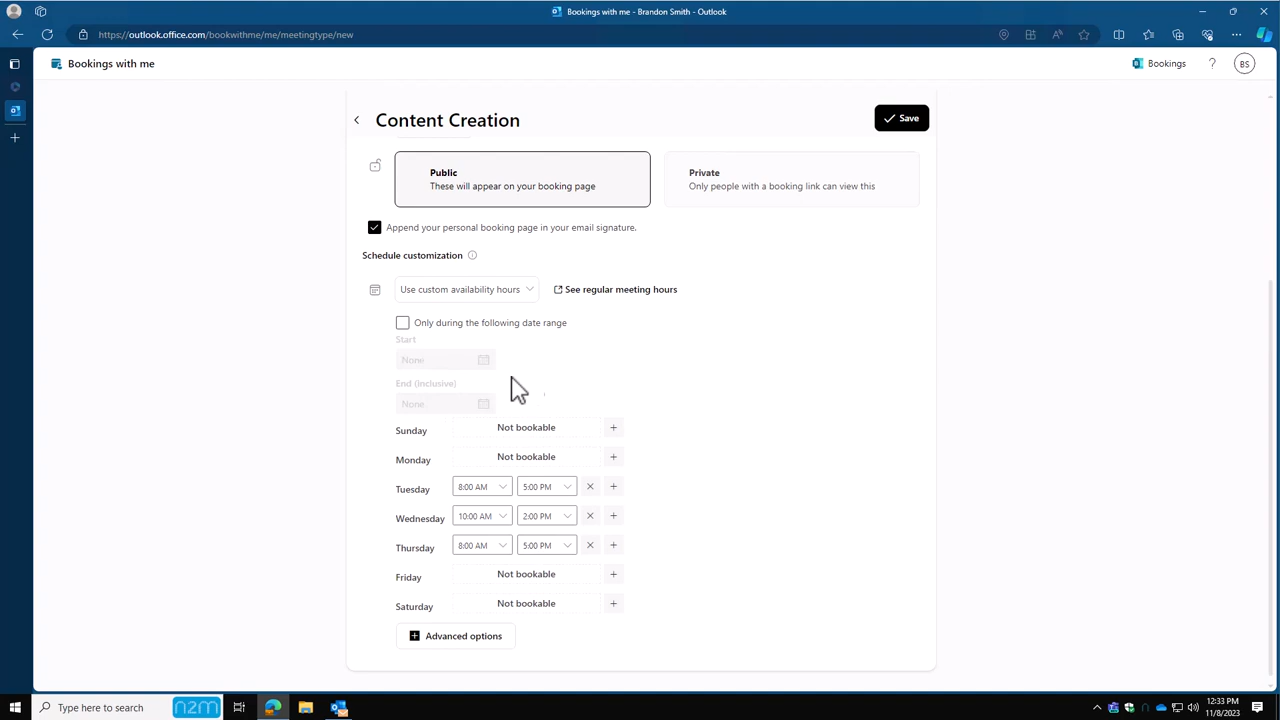 Content Creation
Bookings with me - Brandon Smith - Outlook
https://outlook.office.com/bookwithme/me/meetingtype/new
Bookings with me
Bookings
?
BS
Content Creation
Save
Public
These will appear on your booking page
Private
Only people with a booking link can view this
Append your personal booking page in your email signature.
Schedule customization
Use custom availability hours
See regular meeting hours
Only during the following date range
Start
None
End (inclusive)
None
Sunday Not bookable +
Monday Not bookable +
Tuesday 8:00 AM 5:00 PM × +
Wednesday 10:00 AM 2:00 PM × +
Thursday 8:00 AM 5:00 PM × +
Friday Not bookable +
Saturday Not bookable +
Advanced options
Type here to search
n2m
12:33 PM
11/8/2023